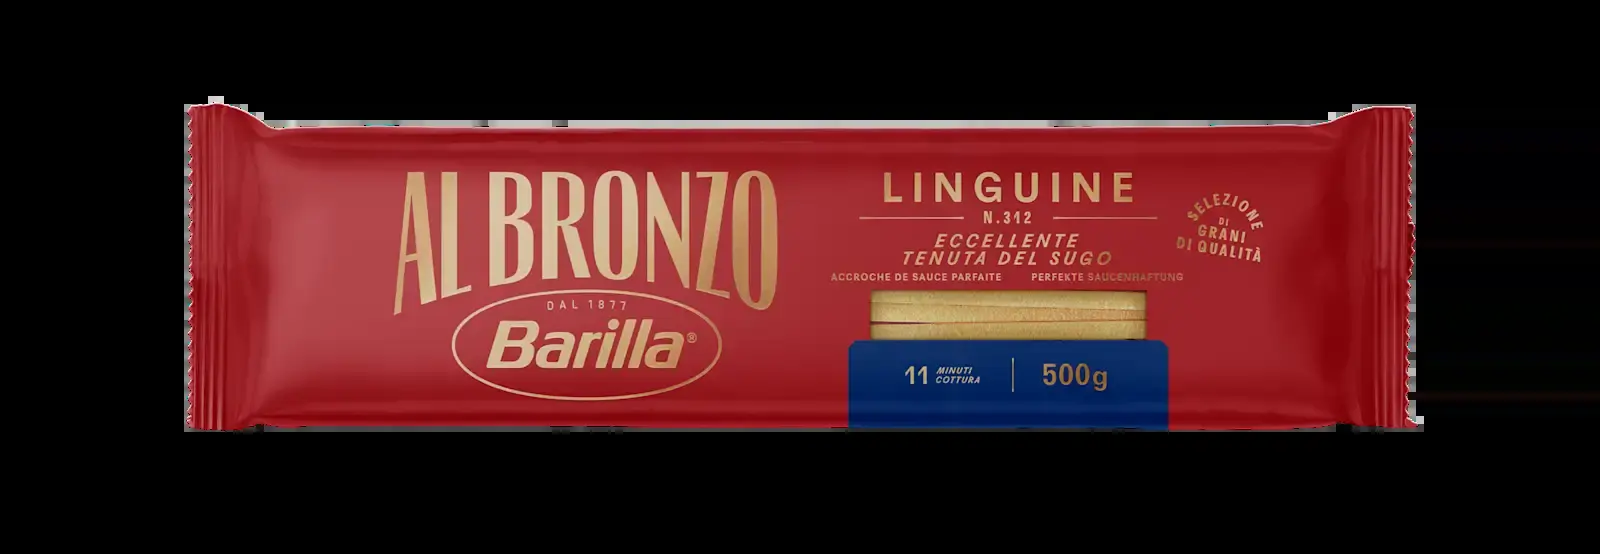 AL BRONZO
DAL 1877
Barilla®
LINGUINE
N.312
ECCELLENTE
TENUTA DEL SUGO
ACCROCHE DE SAUCE PARFAITE
PERFEKTE SAUCENHAFTUNG
SELEZIONE
DI
GRANI
DI QUALITÀ
11 MINUTI
COTTURA
500g